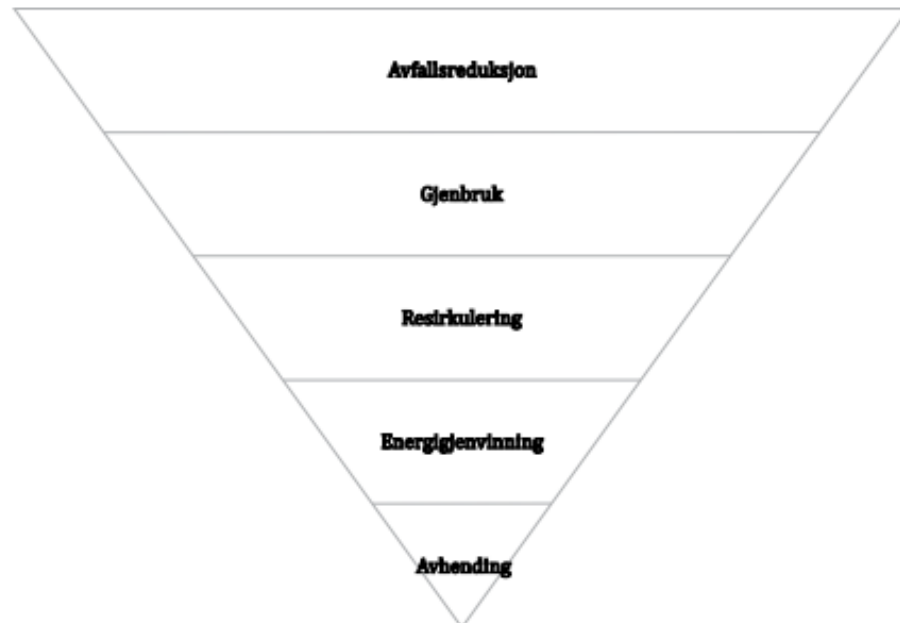 Avfallsreduksjon
Gjenbruk
Resirkulering
Energigjenvinning
Avhending